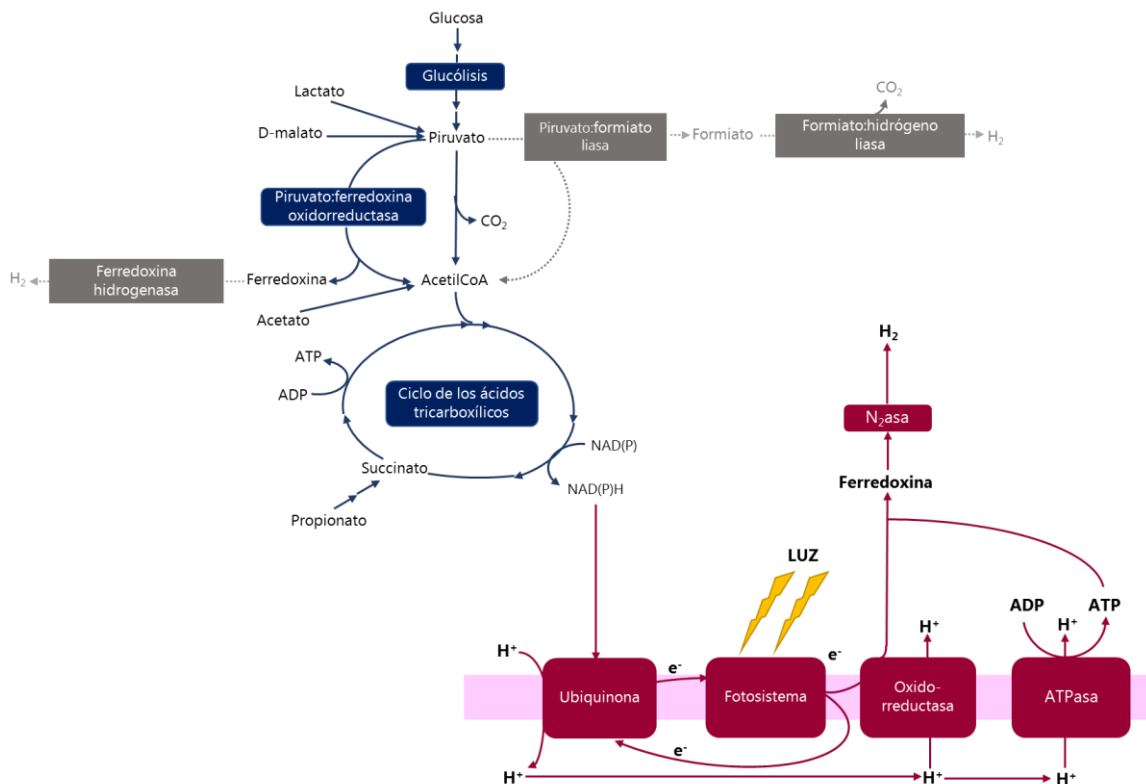 Glucosa
Glucólisis
Lactato
D-malato
Piruvato
Piruvato:formiato
liasa
Formiato
CO₂
Formiato:hidrógeno
liasa
H₂
Piruvato:ferredoxina
oxidorreductasa
CO₂
H₂
Ferredoxina
hidrogenasa
Ferredoxina
AcetilCoA
Acetato
ATP
ADP
Ciclo de los ácidos
tricarboxílicos
NAD(P)
NAD(P)H
Succinato
Propionato
H₂
N₂asa
Ferredoxina
LUZ
ADP
H⁺
ATP
H⁺
e⁻
e⁻
H⁺
Ubiquinona
Fotosistema
Oxido-
rreductasa
ATPasa
e⁻
H⁺
H⁺
H⁺